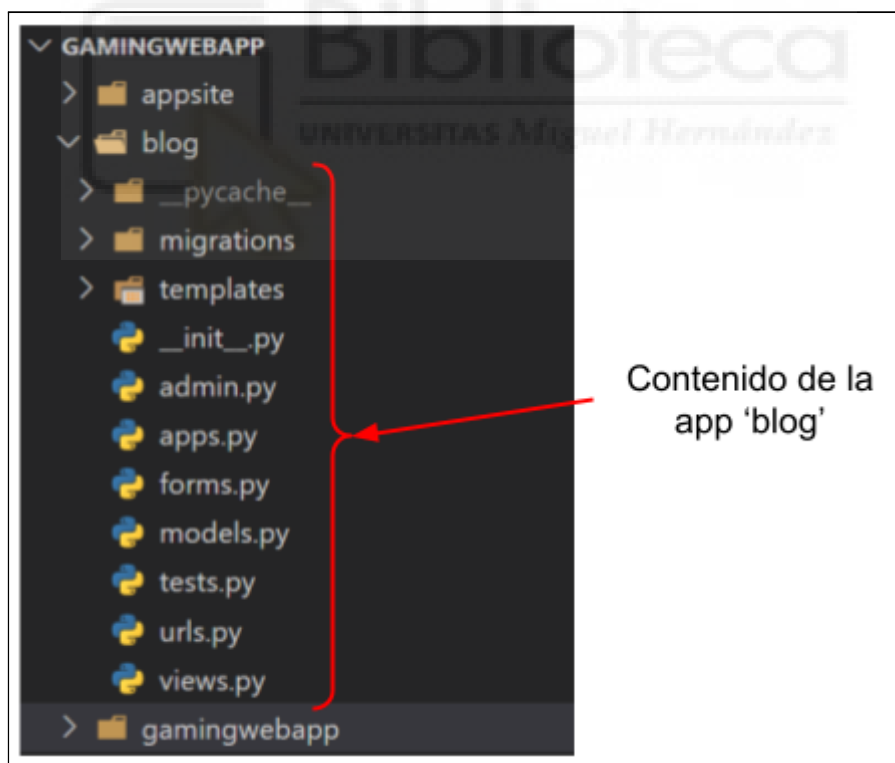 Biblioteca
UNIVERSITAS Miguel Hernández
GAMINGWEBAPP
appsite
blog
__pycache__
migrations
templates
__init__.py
admin.py
apps.py
forms.py
models.py
tests.py
urls.py
views.py
gamingwebapp
Contenido de la
app ‘blog’